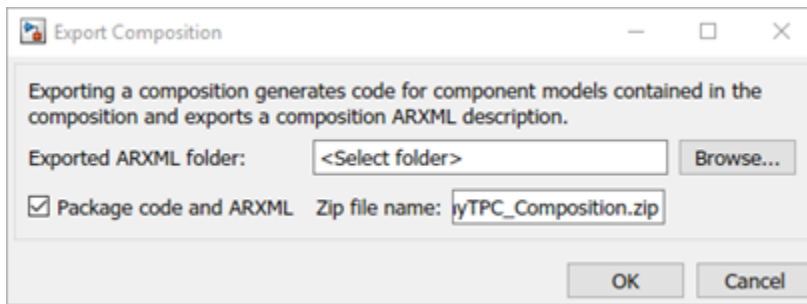 Export Composition
Exporting a composition generates code for component models contained in the
composition and exports a composition ARXML description.
Exported ARXML folder: <Select folder> Browse...
Package code and ARXML Zip file name: yTPC_Composition.zip
OK Cancel